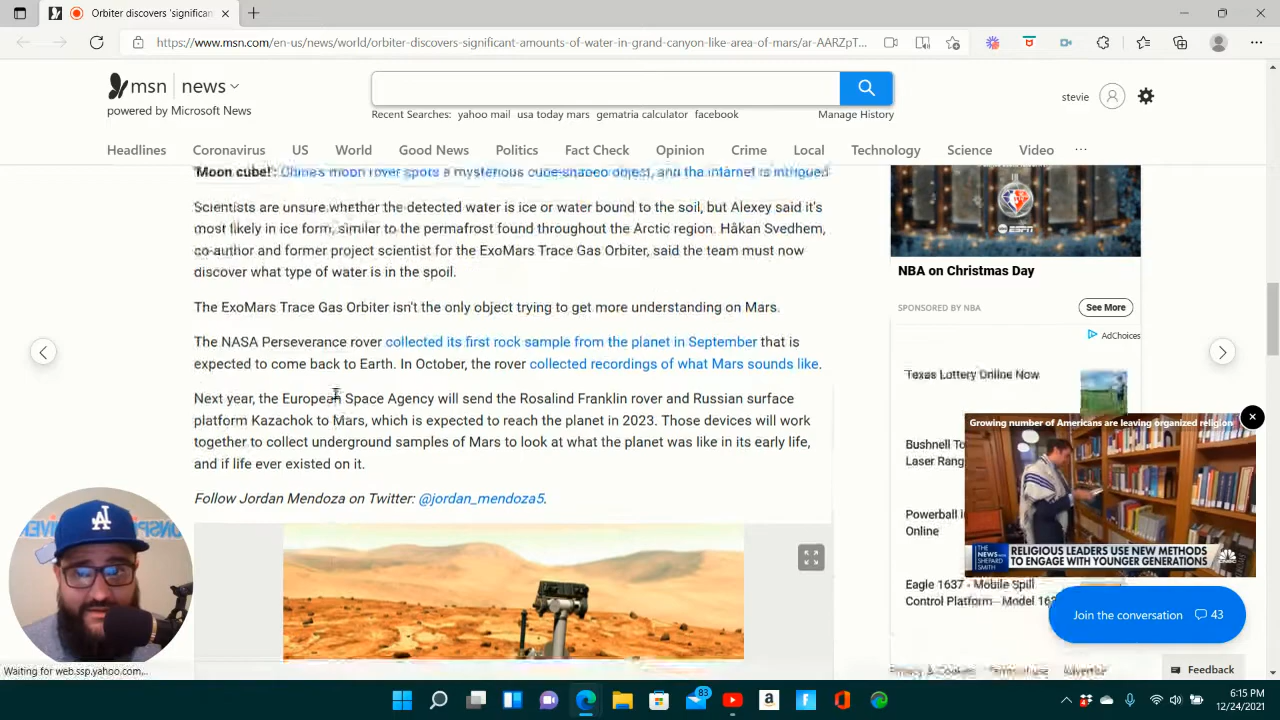 Orbiter discovers 'significan
https://www.msn.com/en-us/news/world/orbiter-discovers-significant-amounts-of-water-in-grand-canyon-like-area-of-mars/ar-AARZpT...
msn news
powered by Microsoft News
Recent Searches: yahoo mail usa today mars gematria calculator facebook
Manage History
stevie
Headlines Coronavirus US World Good News Politics Fact Check Opinion Crime Local Technology Science Video ...
'Moon cube!': China's moon rover spots a mysterious cube-shaped object, and the internet is intrigued
Scientists are unsure whether the detected water is ice or water bound to the soil, but Alexey said it's
most likely in ice form, similar to the permafrost found throughout the Arctic region. Håkan Svedhem,
co-author and former project scientist for the ExoMars Trace Gas Orbiter, said the team must now
discover what type of water is in the spoil.
The ExoMars Trace Gas Orbiter isn't the only object trying to get more understanding on Mars.
The NASA Perseverance rover collected its first rock sample from the planet in September that is
expected to come back to Earth. In October, the rover collected recordings of what Mars sounds like.
Next year, the European Space Agency will send the Rosalind Franklin rover and Russian surface
platform Kazachok to Mars, which is expected to reach the planet in 2023. Those devices will work
together to collect underground samples of Mars to look at what the planet was like in its early life,
and if life ever existed on it.
Follow Jordan Mendoza on Twitter: @jordan_mendoza5.
NBA on Christmas Day
SPONSORED BY NBA
See More
AdChoices
Texas Lottery Online Now
Bushnell To
Laser Rang
Powerball i
Online
Eagle 1637 - Mobile Spill
Control Platform - Model 163
Growing number of Americans are leaving organized religion
THE NEWS WITH SHEPARD SMITH
RELIGIOUS LEADERS USE NEW METHODS
TO ENGAGE WITH YOUNGER GENERATIONS
CNBC
Join the conversation 43
Feedback
Waiting for web.ssp.yahoo.com...
83
6:15 PM
12/24/2021